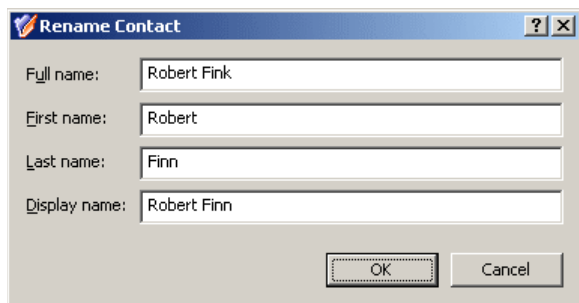 Rename Contact
Full name: Robert Fink
First name: Robert
Last name: Finn
Display name: Robert Finn
OK Cancel